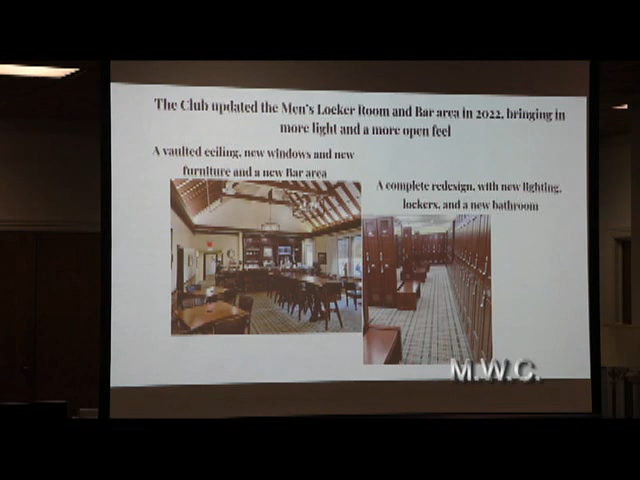 The Club updated the Men's Locker Room and Bar area in 2022, bringing in
more light and a more open feel
A vaulted ceiling, new windows and new
furniture and a new Bar area
A complete redesign, with new lighting,
lockers, and a new bathroom
M.W.C.